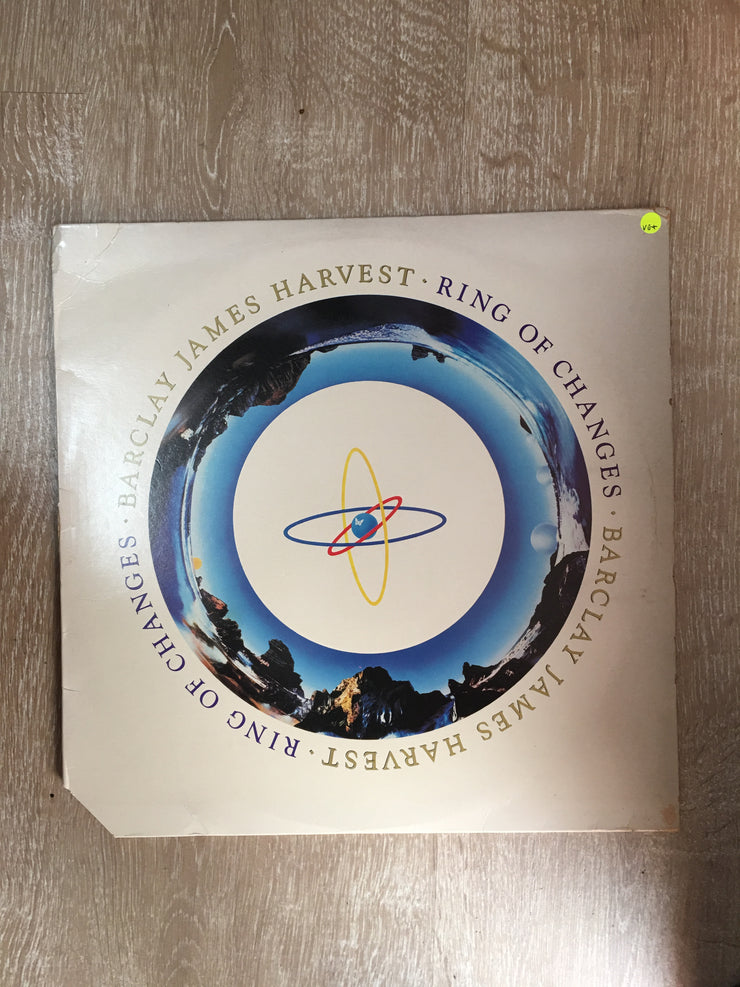 VG+
BARCLAY JAMES HARVEST · RING OF CHANGES · BARCLAY JAMES HARVEST · RING OF CHANGES ·